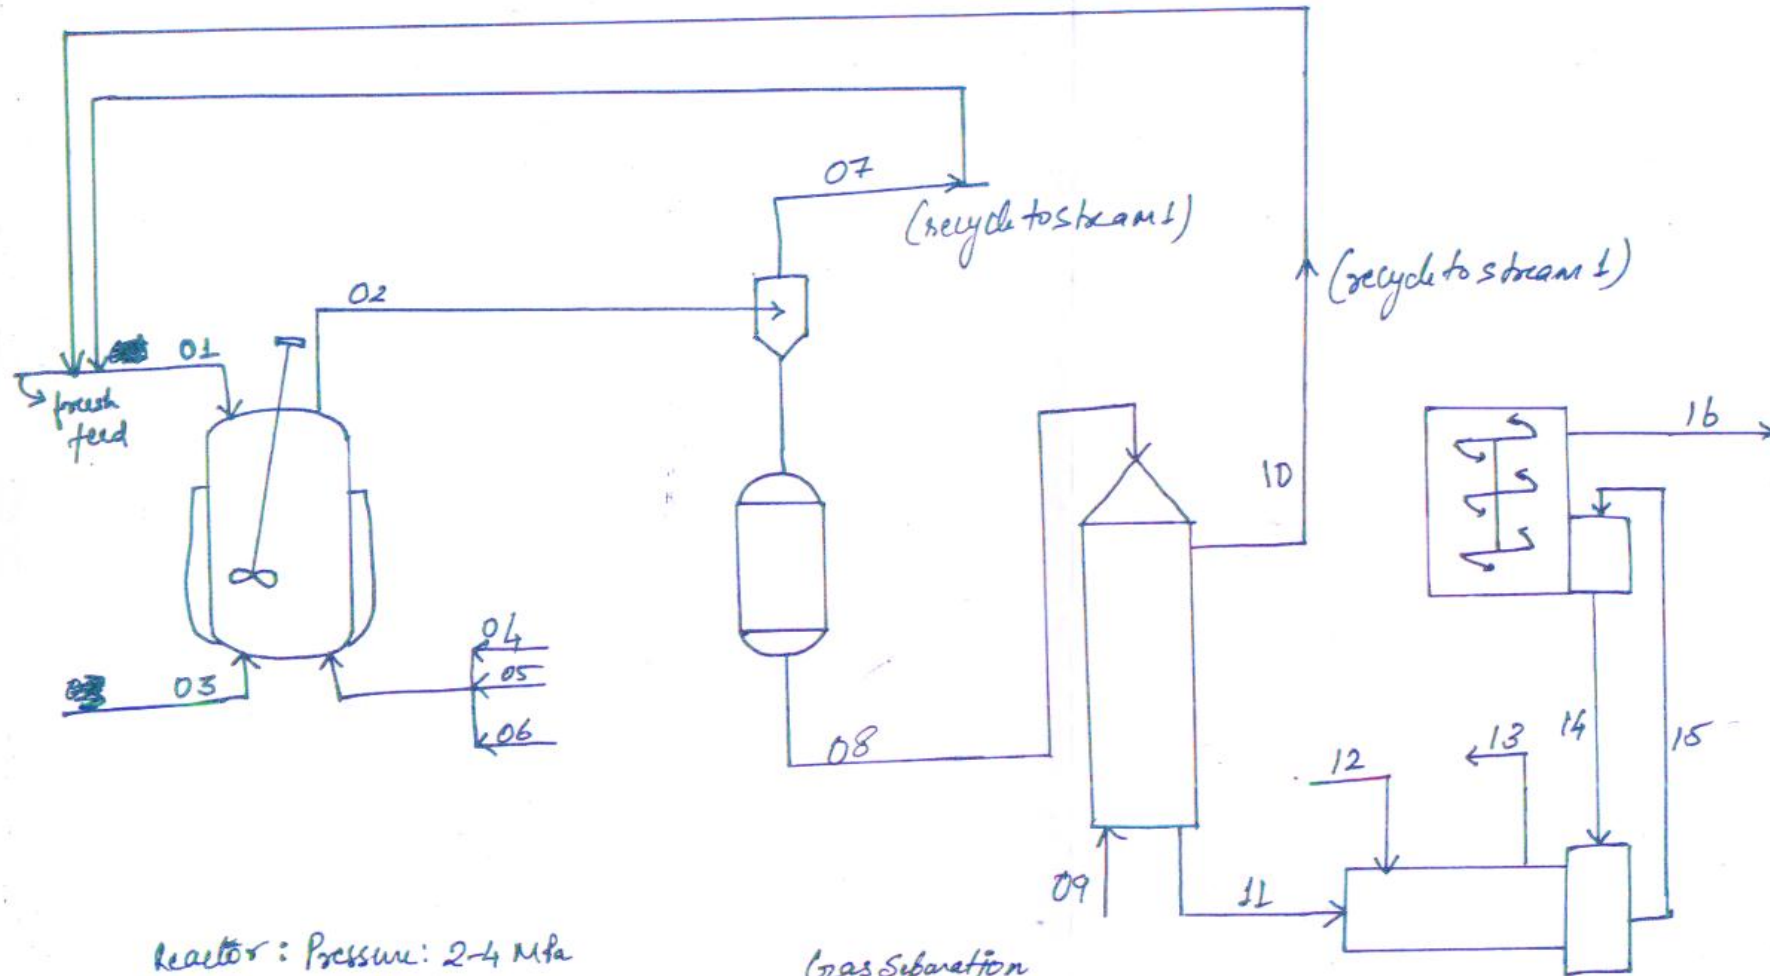 07
(recycle to stream 1)
(recycle to stream 1)
02
01
fresh
feed
16
10
04
05
03
06
08
14
15
13
12
09
11
Reactor: Pressure: 2-4 MPa
Gas Separation